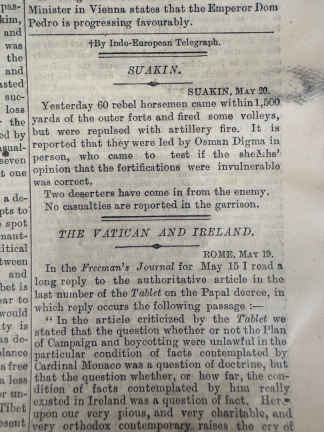 Minister in Vienna states that the Emperor Dom
Pedro is progressing favourably.
†By Indo-European Telegraph.
SUAKIN.
SUAKIN, MAY 20.
Yesterday 60 rebel horsemen came within 1,500
yards of the outer forts and fired some volleys,
but were repulsed with artillery fire. It is
reported that they were led by Osman Digma in
person, who came to test if the sheikhs'
opinion that the fortifications were invulnerable
was correct.
Two deserters have come in from the enemy.
No casualties are reported in the garrison.
THE VATICAN AND IRELAND.
ROME, MAY 19.
In the Freeman's Journal for May 15 I read a
long reply to the authoritative article in the
last number of the Tablet on the Papal decree, in
which reply occurs the following passage :—
"In the article criticized by the Tablet we
stated that the question whether or not the Plan
of Campaign and boycotting were unlawful in the
particular condition of facts contemplated by
Cardinal Monaco was a question of doctrine, but
that the question whether, or how far, the con-
dition of facts contemplated by him really
existed in Ireland was a question of fact. Here-
upon our very pious, and very charitable, and
very orthodox contemporary raises the cry of